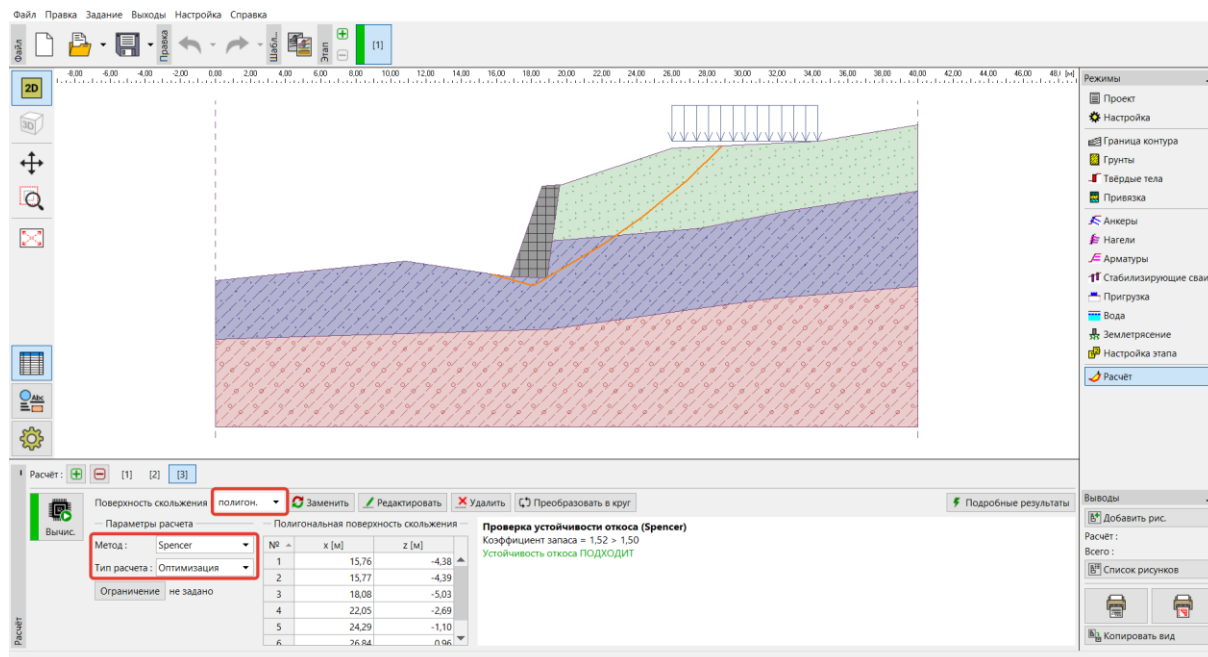 Файл Правка Задание Выходы Настройка Справка
Файл
Правка
Шабл...
Этап
[1]
-8,00 -6,00 -4,00 -2,00 0,00 2,00 4,00 6,00 8,00 10,00 12,00 14,00 16,00 18,00 20,00 22,00 24,00 26,00 28,00 30,00 32,00 34,00 36,00 38,00 40,00 42,00 44,00 46,00 [м]
2D
3D
Abc
Режимы
Проект
Настройка
Граница контура
Грунты
Твёрдые тела
Привязка
Анкеры
Нагели
Арматуры
Стабилизирующие сваи
Пригрузка
Вода
Землетрясение
Настройка этапа
Расчёт
Расчёт : [1] [2] [3]
Вычис.
Поверхность скольжения : полигон. Заменить Редактировать Удалить Преобразовать в круг Подробные результаты
Параметры расчета
Метод : Spencer
Тип расчета : Оптимизация
Ограничение не задано
Полигональная поверхность скольжения
№ x [м] z [м]
1 15,76 -4,38
2 15,77 -4,39
3 18,08 -5,03
4 22,05 -2,69
5 24,29 -1,10
6 26,84 0,96
Проверка устойчивости откоса (Spencer)
Коэффициент запаса = 1,52 > 1,50
Устойчивость откоса ПОДХОДИТ
Расчёт
Выводы
Добавить рис.
Расчёт :
Всего :
Список рисунков
Копировать вид